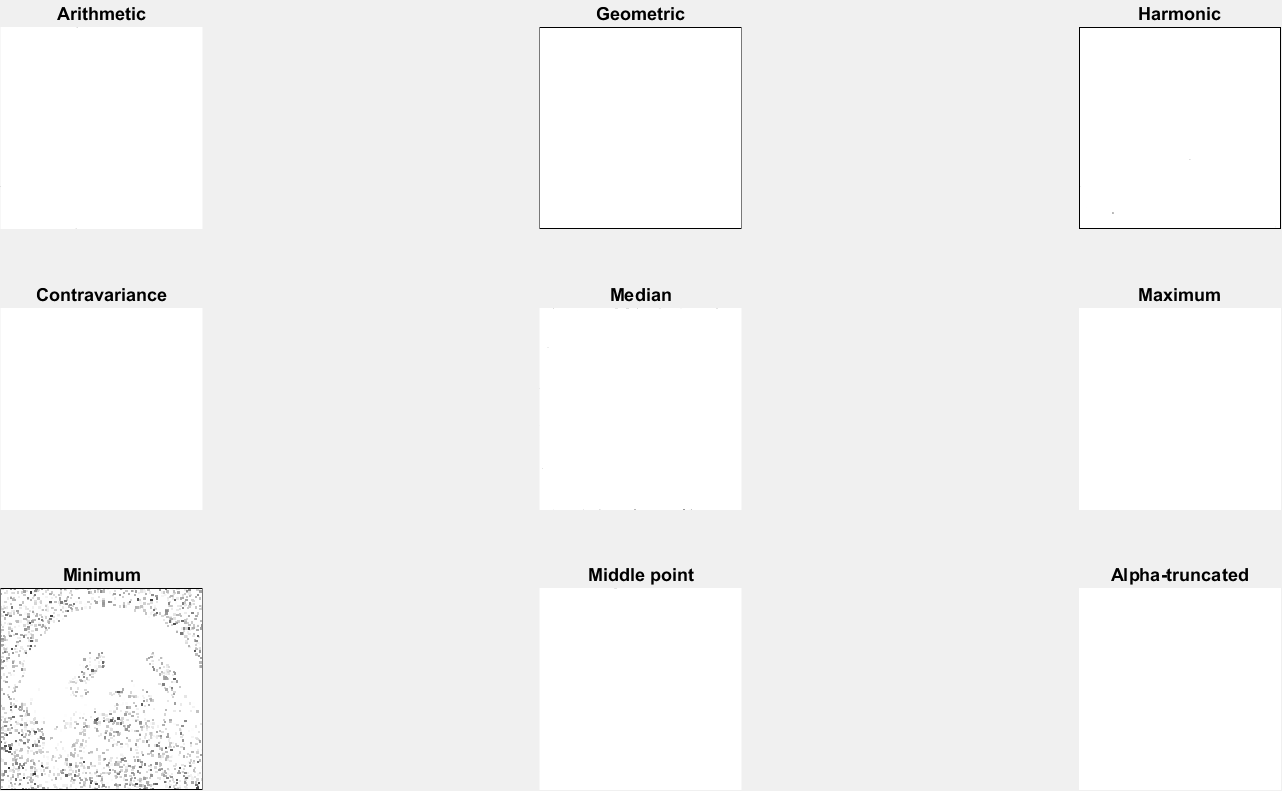 Arithmetic
Geometric
Harmonic
Contravariance
Median
Maximum
Minimum
Middle point
Alpha-truncated